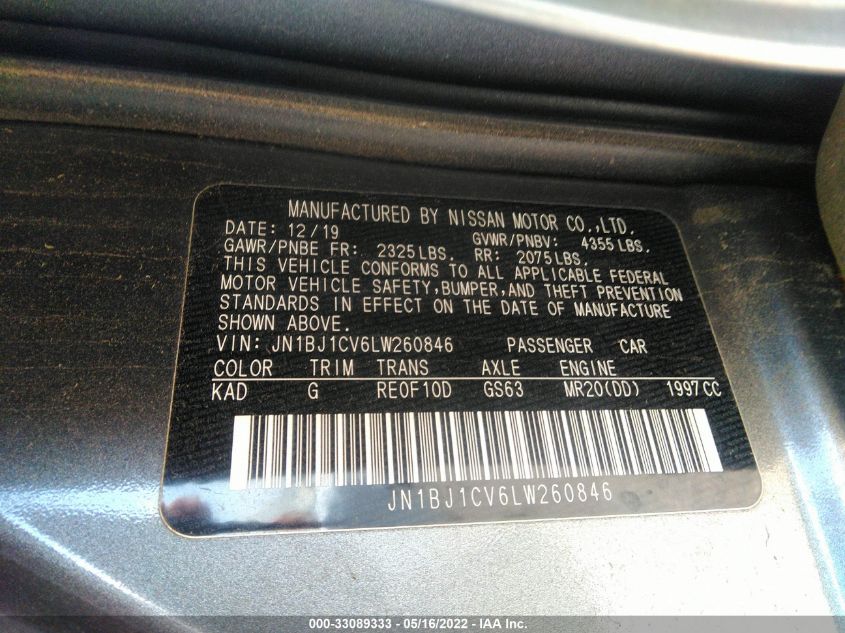 MANUFACTURED BY NISSAN MOTOR CO.,LTD.
DATE: 12/19 GVWR/PNBV: 4355LBS.
GAWR/PNBE FR: 2325LBS. RR: 2075LBS.
THIS VEHICLE CONFORMS TO ALL APPLICABLE FEDERAL
MOTOR VEHICLE SAFETY,BUMPER,AND THEFT PREVENTION
STANDARDS IN EFFECT ON THE DATE OF MANUFACTURE
SHOWN ABOVE.
VIN: JN1BJ1CV6LW260846 PASSENGER CAR
COLOR TRIM TRANS AXLE ENGINE
KAD G RE0F10D GS63 MR20(DD) 1997CC
JN1BJ1CV6LW260846
000-33089333 - 05/16/2022 - IAA Inc.